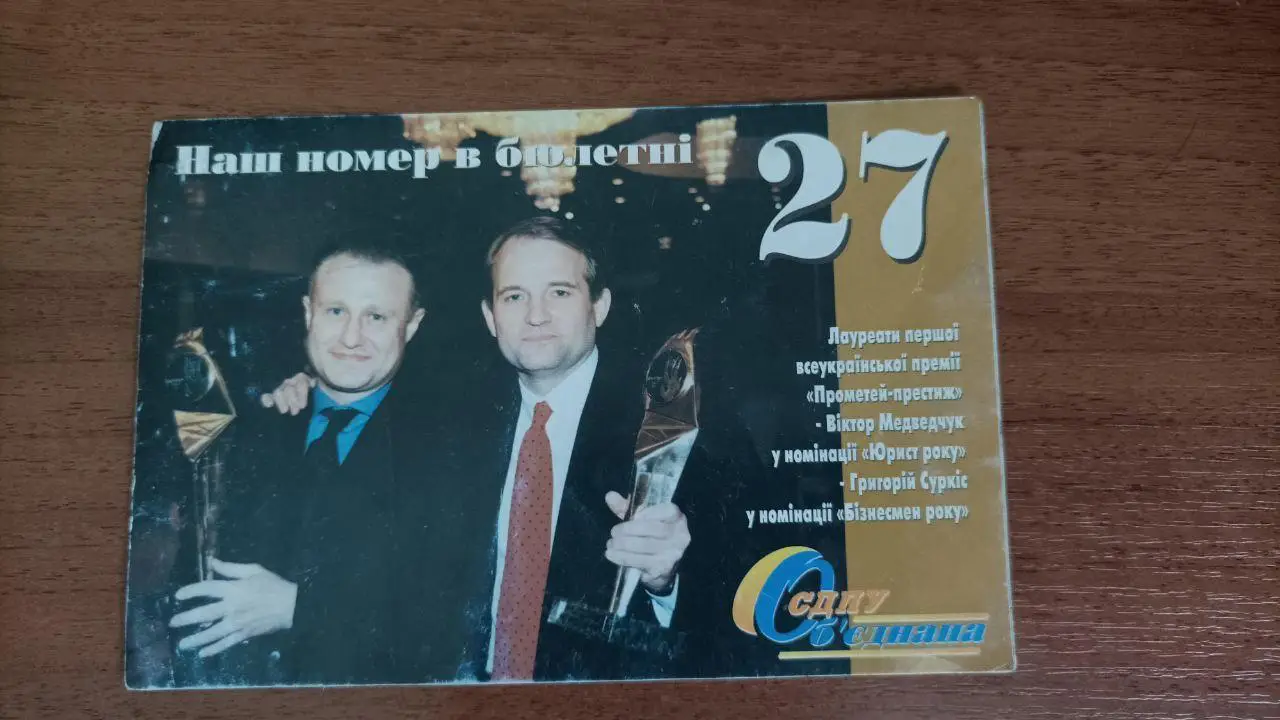 Наш номер в бюлетні
27
Лауреати першої
всеукраїнської премії
«Прометей-престиж»
- Віктор Медведчук
у номінації «Юрист року»
- Григорій Суркіс
у номінації «Бізнесмен року»
СДПУ
Об'єднана